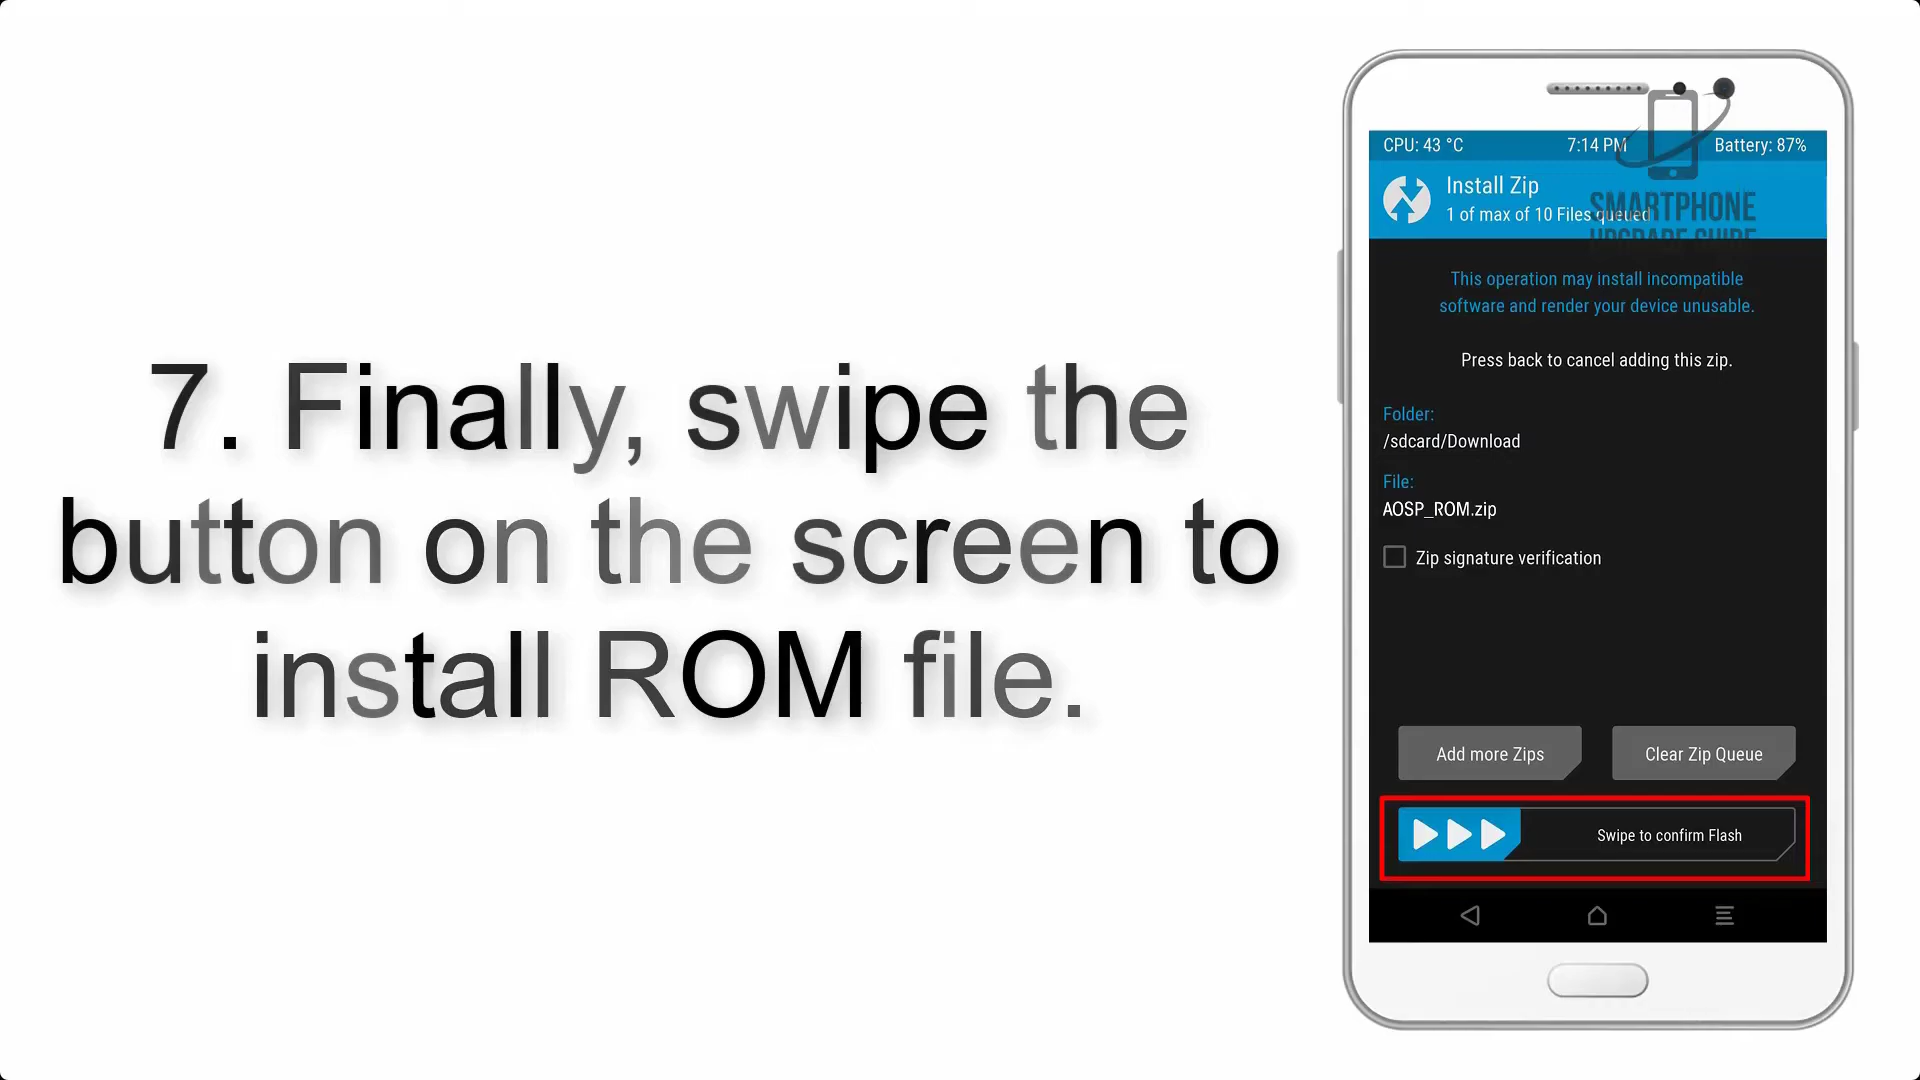 7. Finally, swipe the
button on the screen to
install ROM file.
CPU: 43 °C 7:14 PM Battery: 87%
Install Zip
1 of max of 10 Files queued
SMARTPHONE
UPGRADE GUIDE
This operation may install incompatible
software and render your device unusable.
Press back to cancel adding this zip.
Folder:
/sdcard/Download
File:
AOSP_ROM.zip
Zip signature verification
Add more Zips Clear Zip Queue
Swipe to confirm Flash